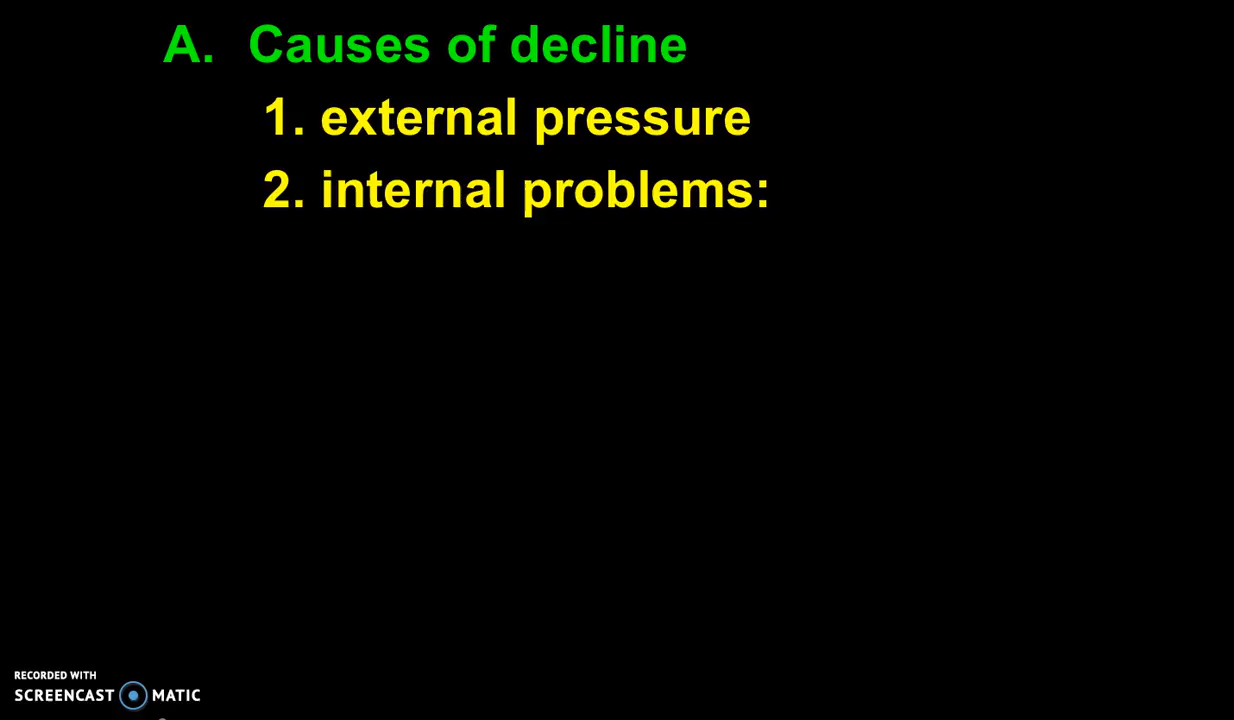 A. Causes of decline
1. external pressure
2. internal problems:
RECORDED WITH
SCREENCAST MATIC